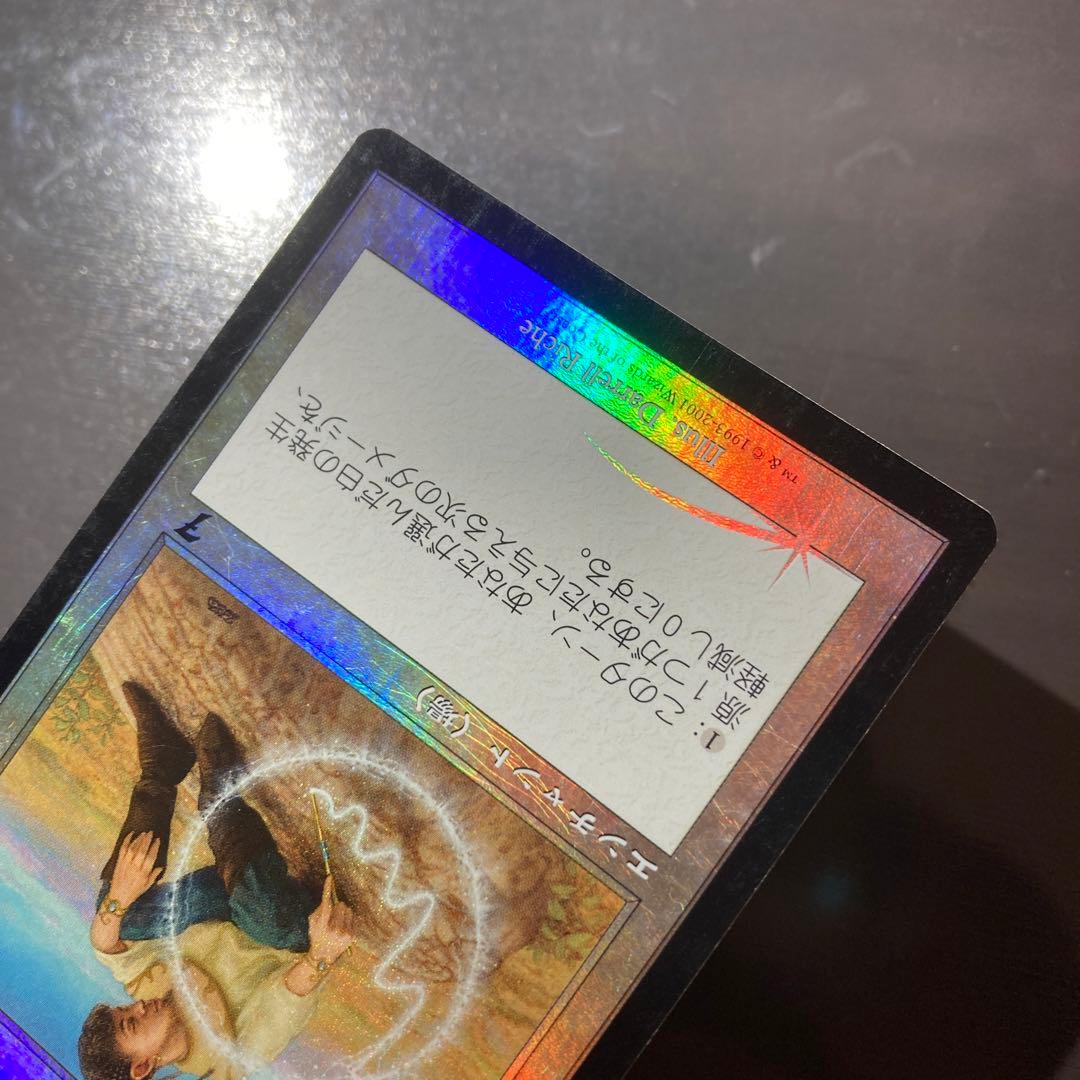 エンチャント（場）
7
1：このターン、あなたが選んだ白の発生
源１つがあなたに与える次のダメージを、
軽減し０にする。
Illus. Darrell Riche
™ & © 1993-2001 Wizards of the Coast